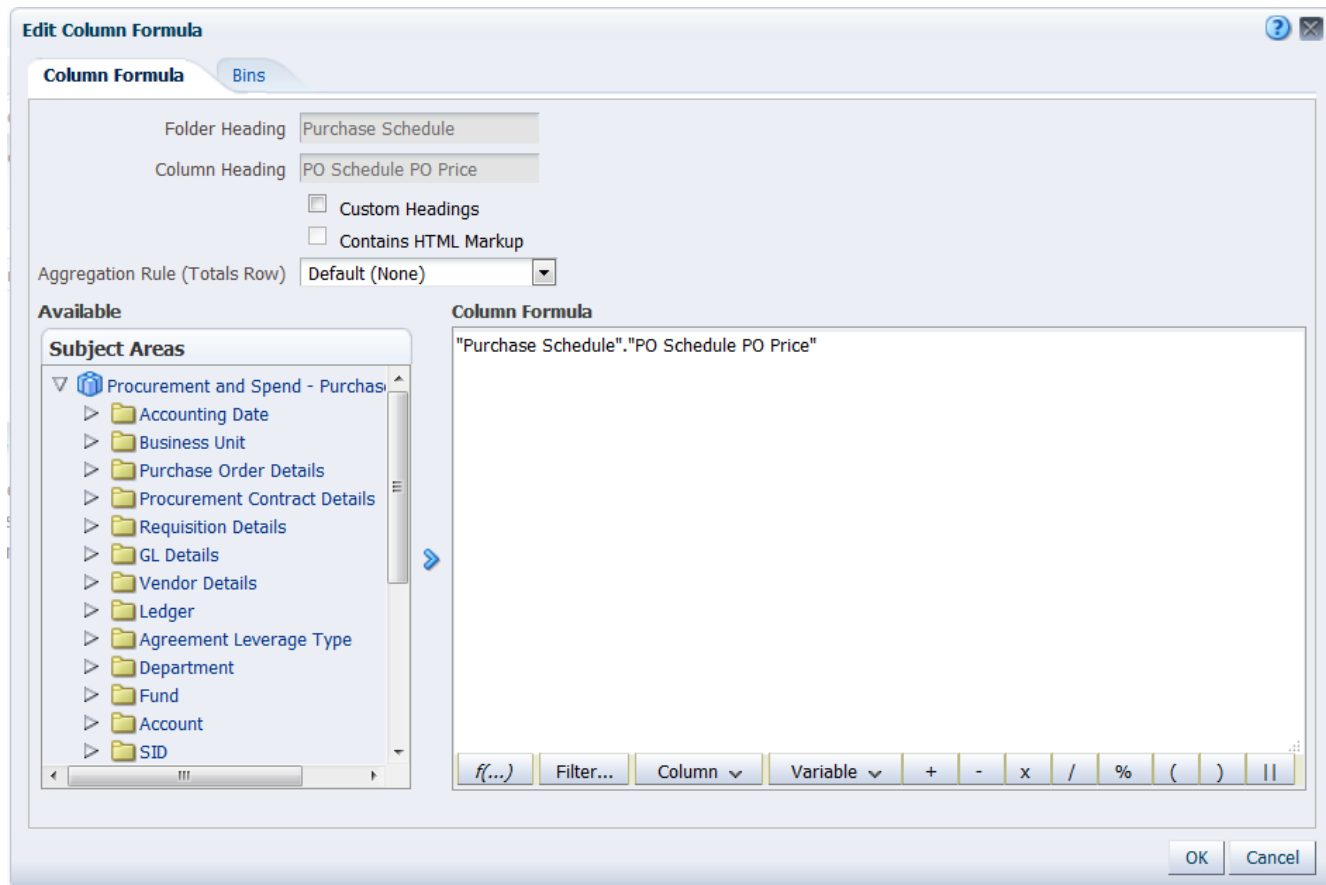 Edit Column Formula
Column Formula
Bins
Folder Heading
Purchase Schedule
Column Heading
PO Schedule PO Price
Custom Headings
Contains HTML Markup
Aggregation Rule (Totals Row)
Default (None)
Available
Subject Areas
Procurement and Spend - Purchas
Accounting Date
Business Unit
Purchase Order Details
Procurement Contract Details
Requisition Details
GL Details
Vendor Details
Ledger
Agreement Leverage Type
Department
Fund
Account
SID
Column Formula
"Purchase Schedule"."PO Schedule PO Price"
f(...) Filter... Column Variable + - x / % ( ) ||
OK Cancel